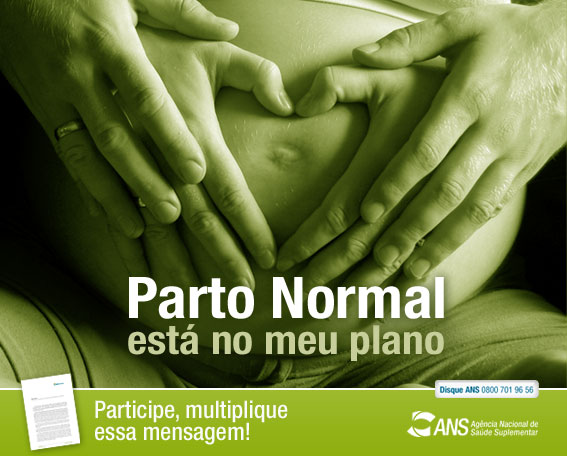 Parto Normal
está no meu plano
Disque ANS 0800 701 96 56
Participe, multiplique
essa mensagem!
ANS Agência Nacional de
Saúde Suplementar